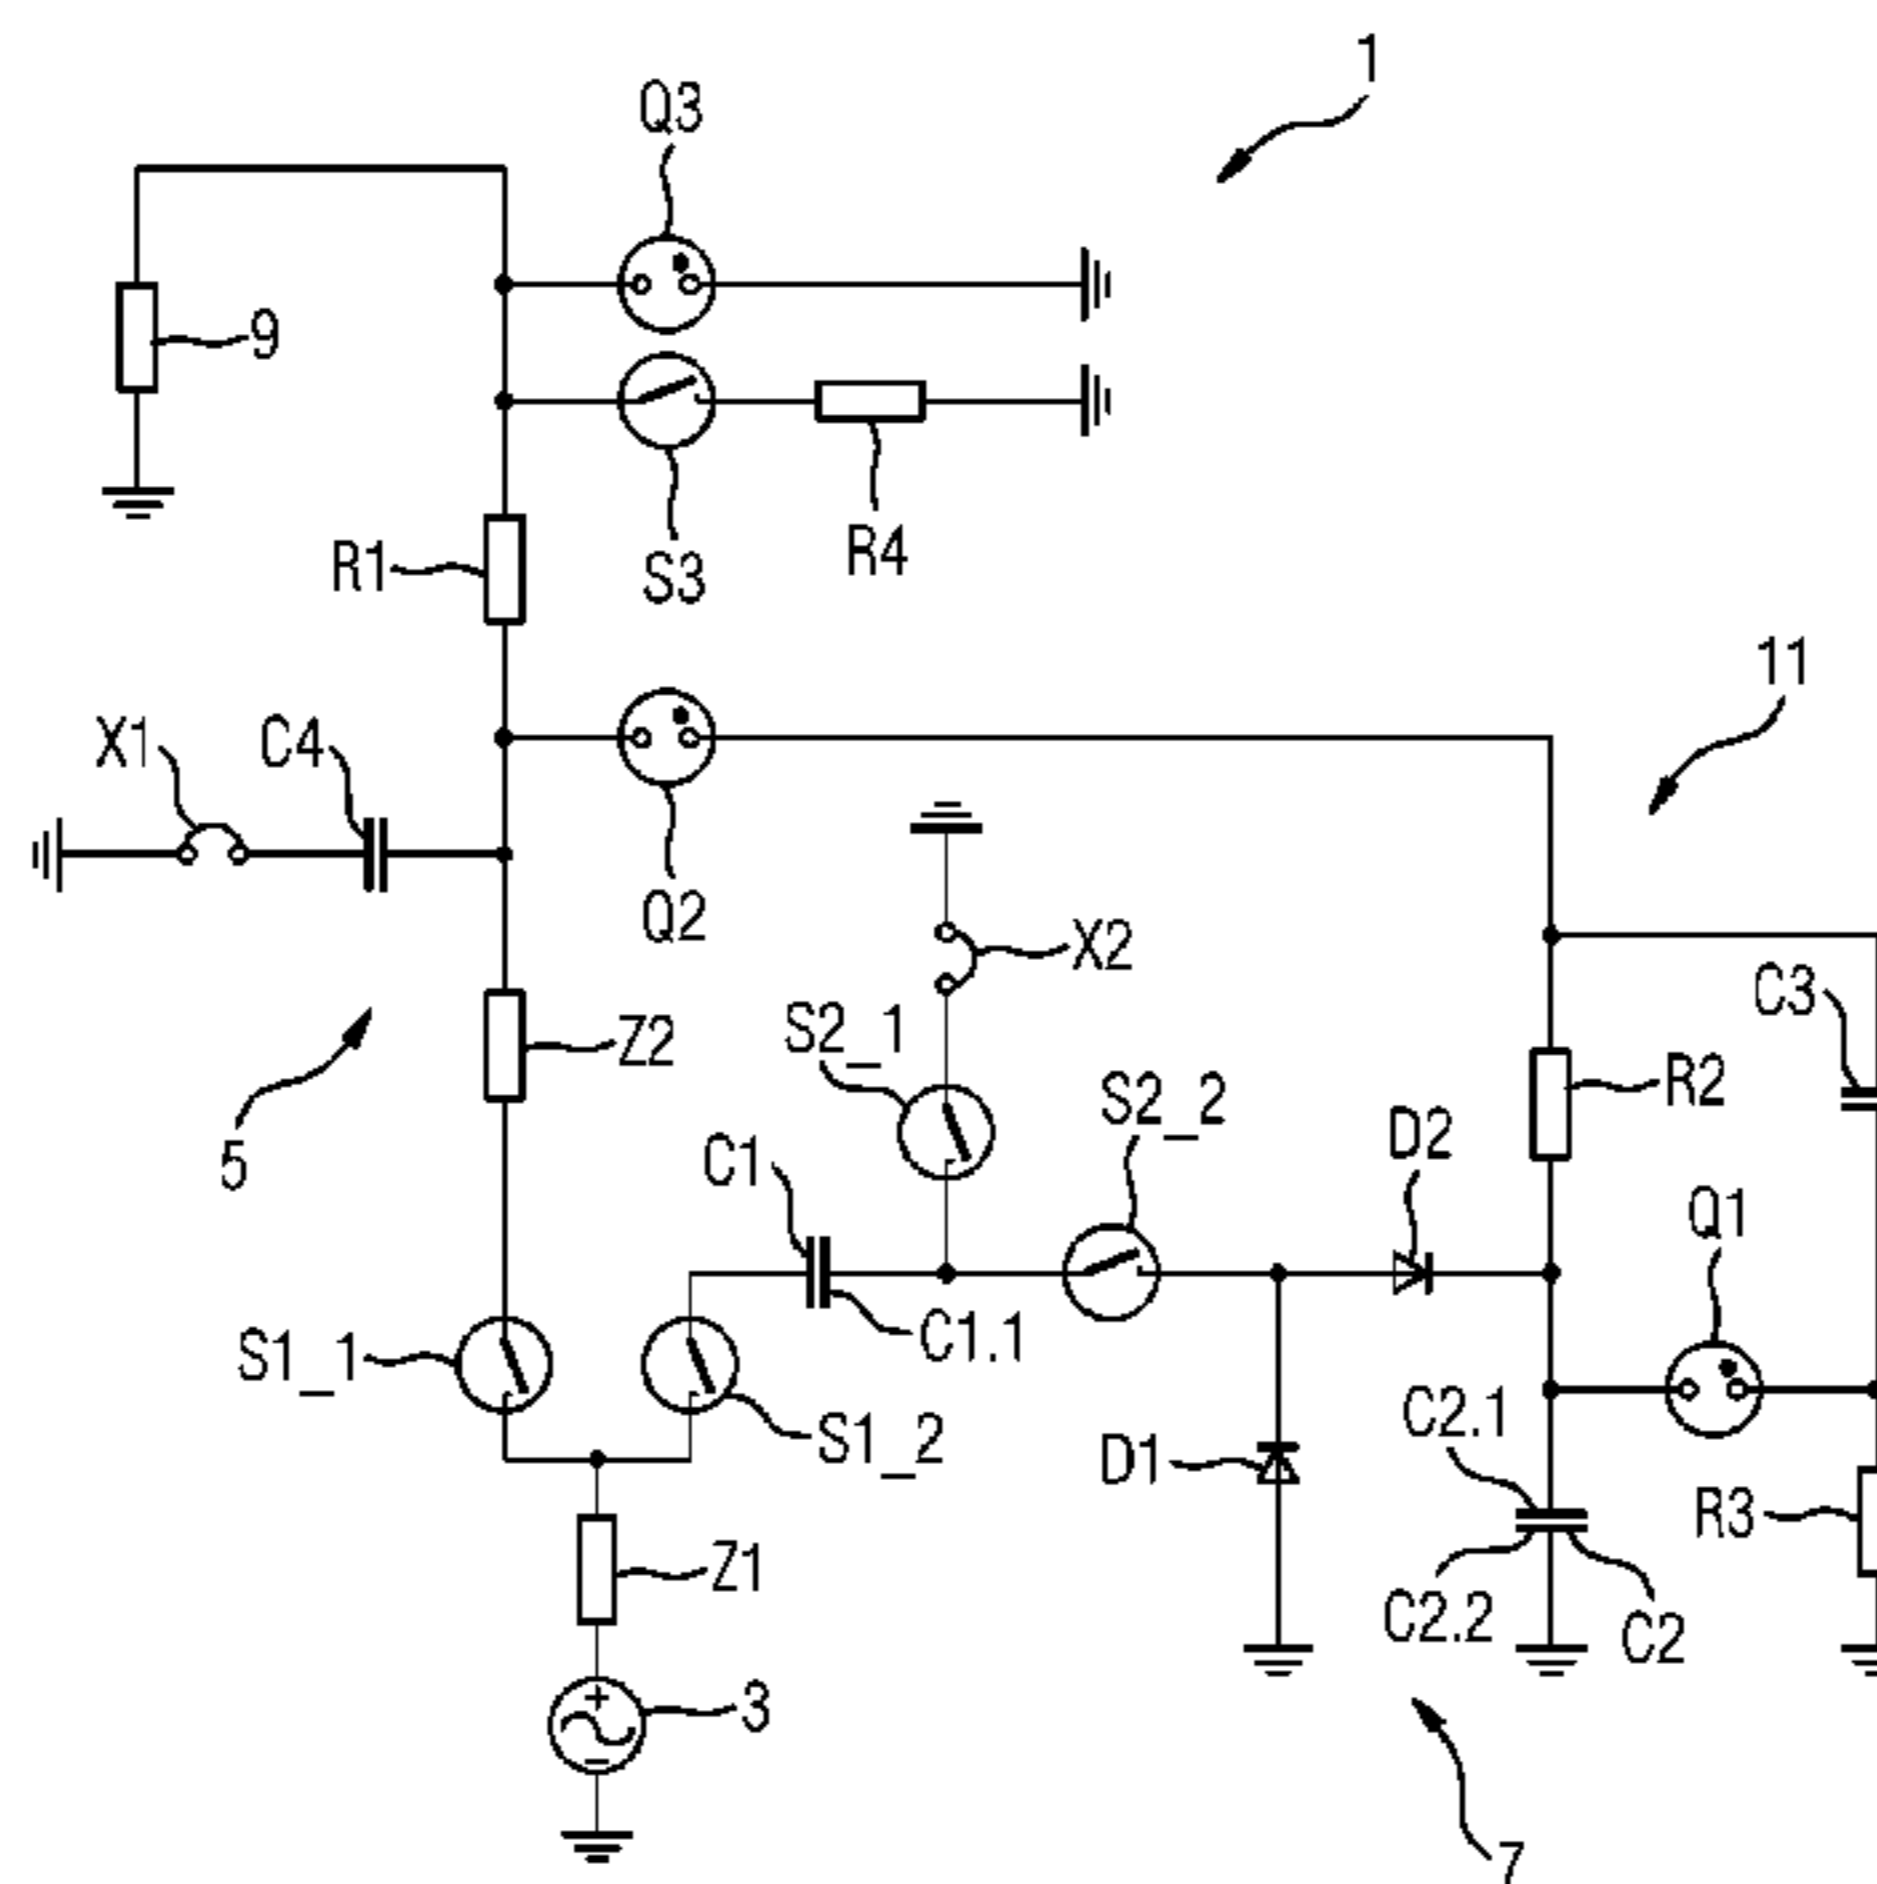 1
Q3
9
R1
S3
R4
11
X1
C4
Q2
X2
C3
S2_1
Z2
R2
S2_2
D2
5
C1
Q1
C1.1
S1_1
C2.1
S1_2
D1
R3
Z1
C2.2
C2
3
+
−
7